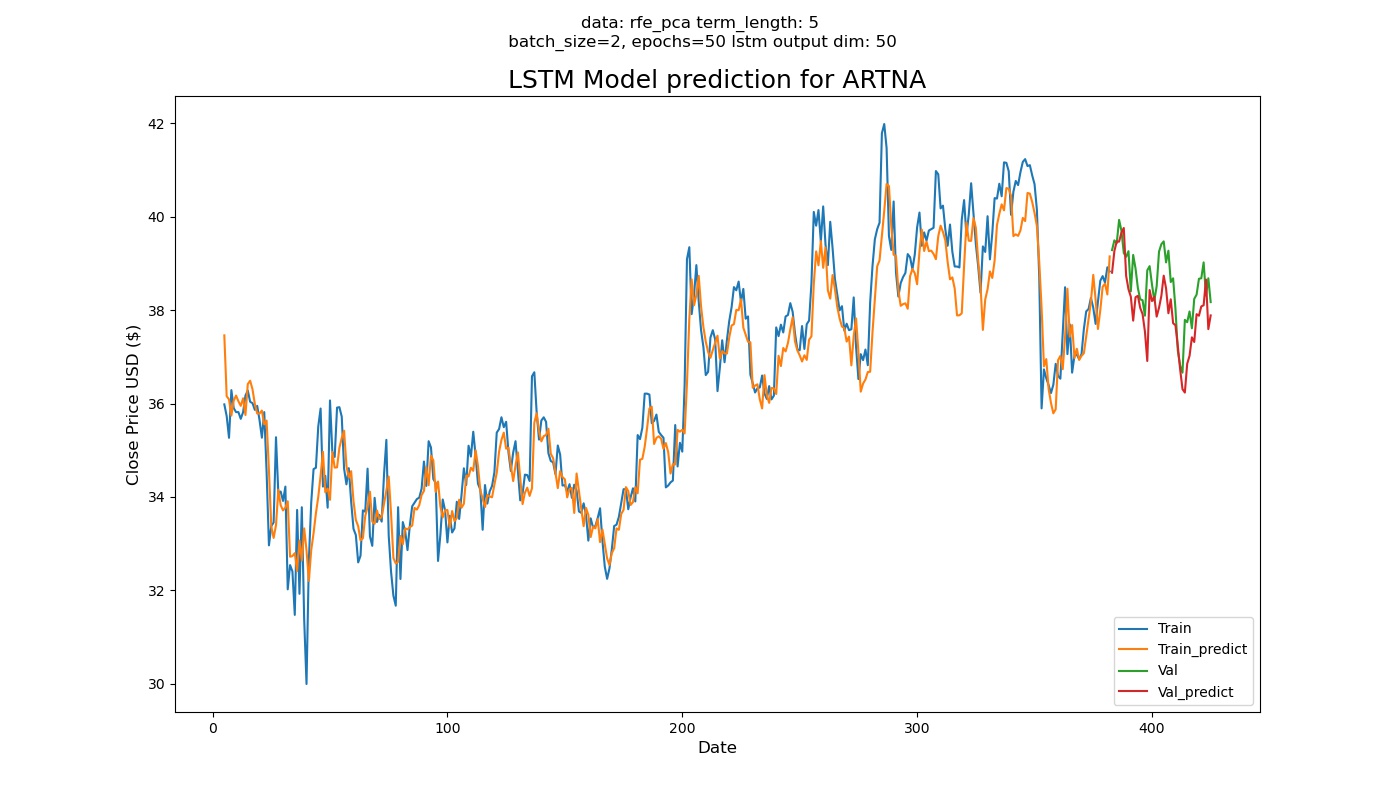 data: rfe_pca term_length: 5
batch_size=2, epochs=50 lstm output dim: 50
LSTM Model prediction for ARTNA
Close Price USD ($)
42
40
38
36
34
32
30
0
100
200
300
400
Date
Train
Train_predict
Val
Val_predict